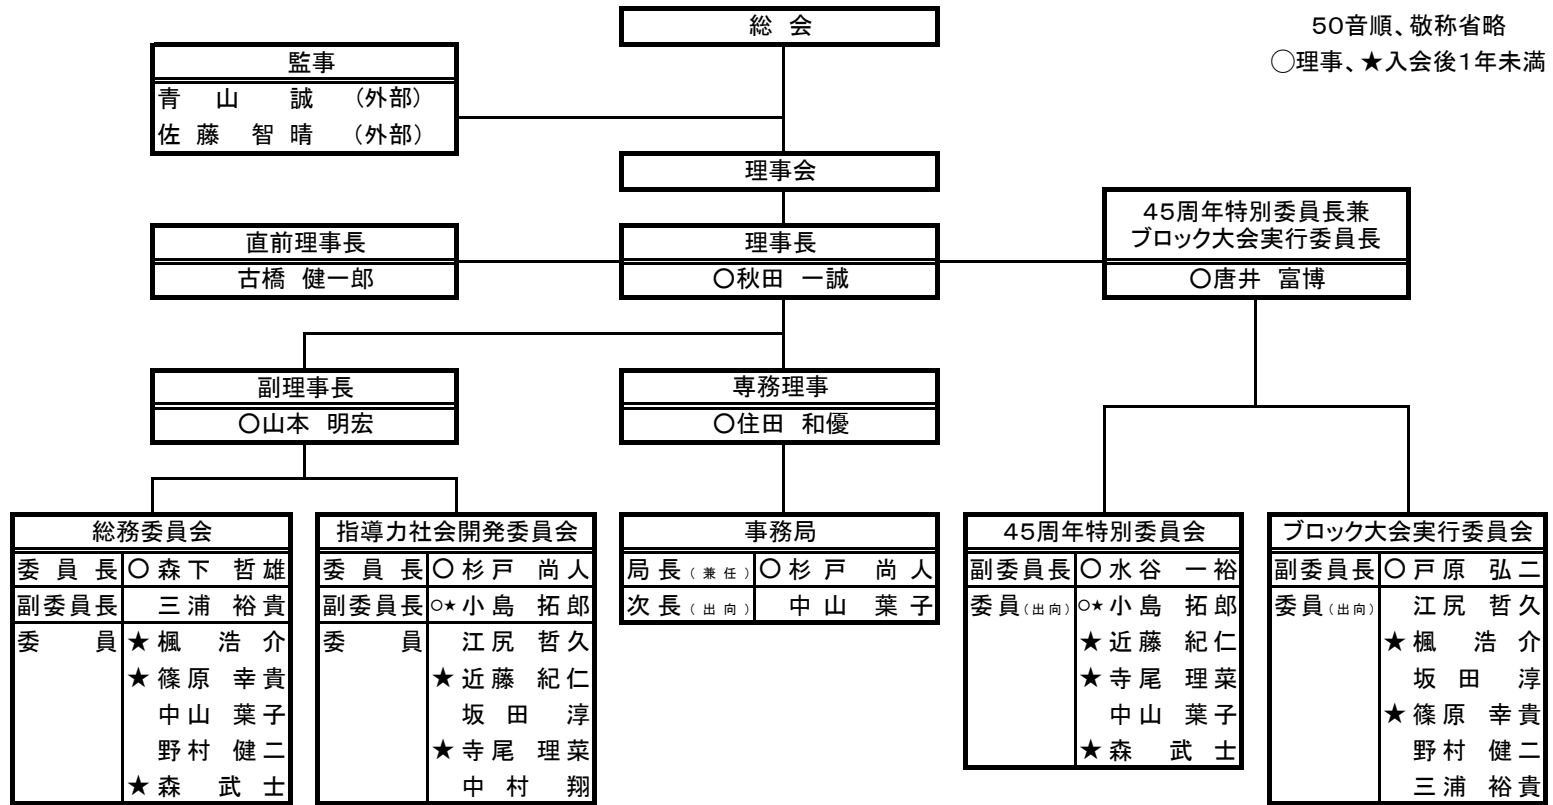 総 会
50音順、敬称省略
○理事、★入会後1年未満
監事
青 山 誠 （外部）
佐 藤 智 晴 （外部）
理事会
直前理事長
古橋 健一郎
理事長
○秋田 一誠
45周年特別委員長兼
ブロック大会実行委員長
○唐井 富博
副理事長
○山本 明宏
専務理事
○住田 和優
総務委員会
委 員 長 ○ 森 下 哲 雄
副委員長 三 浦 裕 貴
委 員 ★ 楓 浩 介
★ 篠 原 幸 貴
中 山 葉 子
野 村 健 二
★ 森 武 士
指導力社会開発委員会
委 員 長 ○ 杉 戸 尚 人
副委員長 ○★ 小 島 拓 郎
委 員 江 尻 哲 久
★ 近 藤 紀 仁
坂 田 淳
★ 寺 尾 理 菜
中 村 翔
事務局
局 長 （ 兼 任 ） ○ 杉 戸 尚 人
次 長 （ 出 向 ） 中 山 葉 子
45周年特別委員会
副委員長 ○ 水 谷 一 裕
委 員 （ 出 向 ） ○★ 小 島 拓 郎
★ 近 藤 紀 仁
★ 寺 尾 理 菜
中 山 葉 子
★ 森 武 士
ブロック大会実行委員会
副委員長 ○ 戸 原 弘 二
委 員 （ 出 向 ） 江 尻 哲 久
★ 楓 浩 介
坂 田 淳
★ 篠 原 幸 貴
野 村 健 二
三 浦 裕 貴